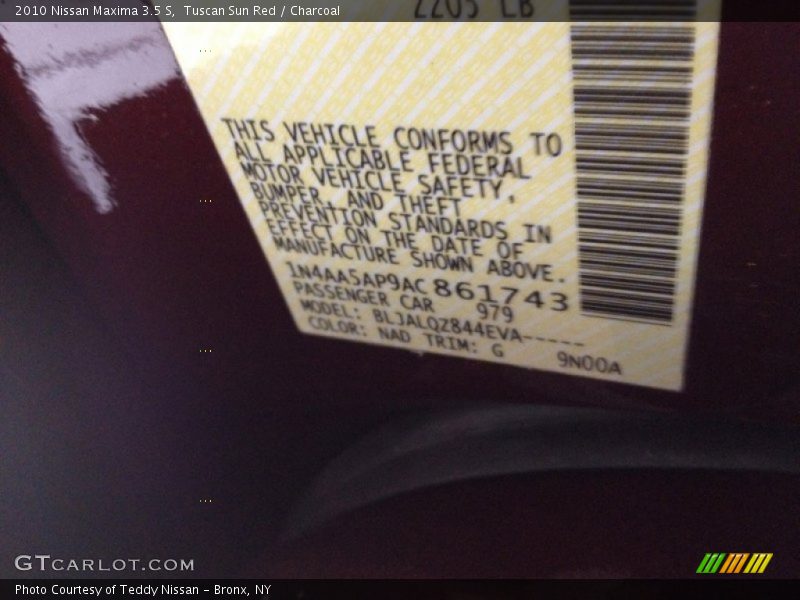 2010 Nissan Maxima 3.5 S, Tuscan Sun Red / Charcoal
2205 LB
THIS VEHICLE CONFORMS TO
ALL APPLICABLE FEDERAL
MOTOR VEHICLE SAFETY,
BUMPER, AND THEFT
PREVENTION STANDARDS IN
EFFECT ON THE DATE OF
MANUFACTURE SHOWN ABOVE.
1N4AA5AP9AC861743
PASSENGER CAR 979
MODEL: BLJALQZ844EVA-----
COLOR: NAD TRIM: G 9N00A
GTCARLOT.COM
Photo Courtesy of Teddy Nissan – Bronx, NY